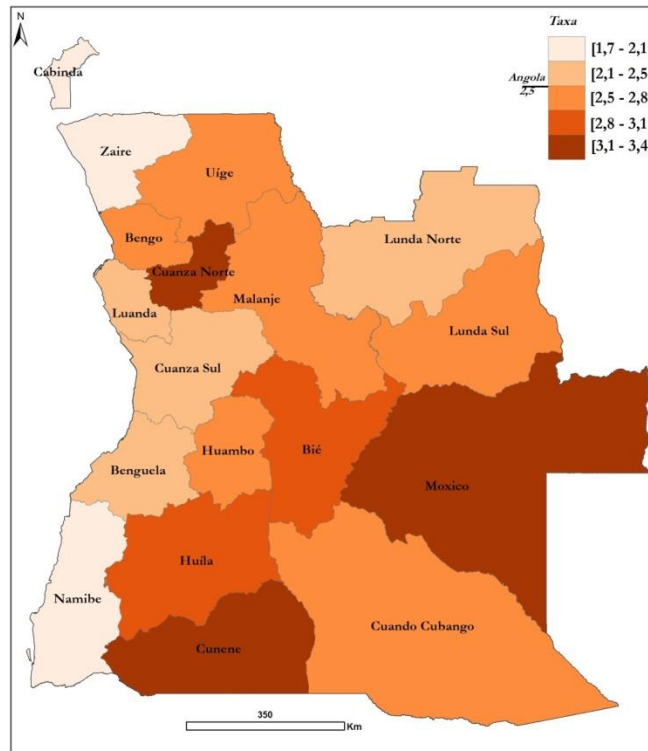 N
Taxa
[1,7 - 2,1
[2,1 - 2,5
[2,5 - 2,8
[2,8 - 3,1
[3,1 - 3,4
Angola
2,5
Cabinda
Zaire
Uíge
Bengo
Cuanza Norte
Lunda Norte
Luanda
Malanje
Lunda Sul
Cuanza Sul
Huambo
Bié
Benguela
Moxico
Huíla
Namibe
Cuando Cubango
Cunene
350
Km